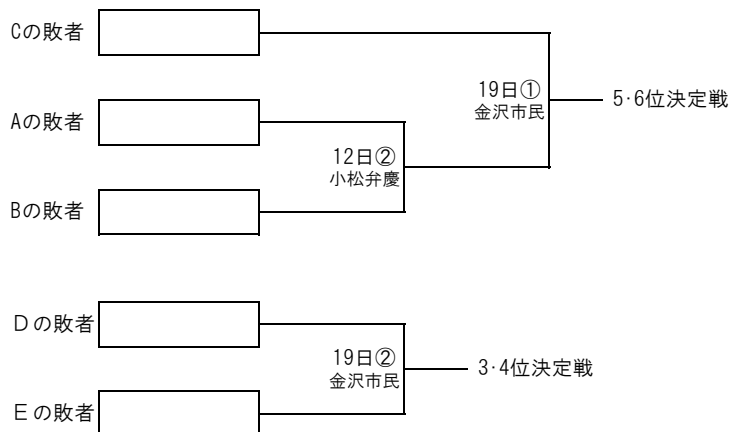 Cの敗者
19日①
金沢市民
5･6位決定戦
Aの敗者
12日②
小松弁慶
Bの敗者
Ｄの敗者
19日②
金沢市民
3･4位決定戦
Ｅの敗者